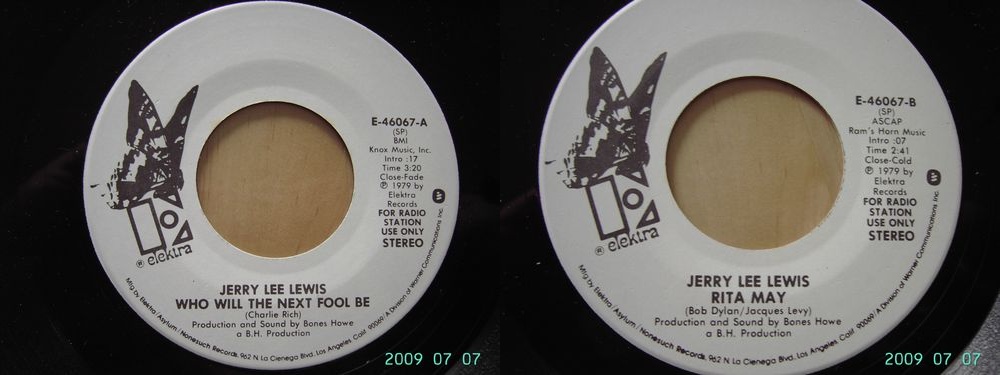 E-46067-A
(SP)
BMI
Knox Music, Inc.
Intro :17
Time 3:20
Close-Fade
℗ 1979 by
Elektra
Records
FOR RADIO
STATION
USE ONLY
STEREO
® elektra
JERRY LEE LEWIS
WHO WILL THE NEXT FOOL BE
(Charlie Rich)
Production and Sound by Bones Howe
a B.H. Production
Mfg by Elektra/Asylum/Nonesuch Records, 962 N. La Cienega Blvd. Los Angeles Calif. 90069/A Division of Warner Communications Inc.
2009 07 07
E-46067-B
(SP)
ASCAP
Ram's Horn Music
Intro :07
Time 2:41
Close-Cold
℗ 1979 by
Elektra
Records
FOR RADIO
STATION
USE ONLY
STEREO
® elektra
JERRY LEE LEWIS
RITA MAY
(Bob Dylan/Jacques Levy)
Production and Sound by Bones Howe
a B.H. Production
Mfg by Elektra/Asylum/Nonesuch Records, 962 N. La Cienega Blvd. Los Angeles Calif. 90069/A Division of Warner Communications Inc.
2009 07 07